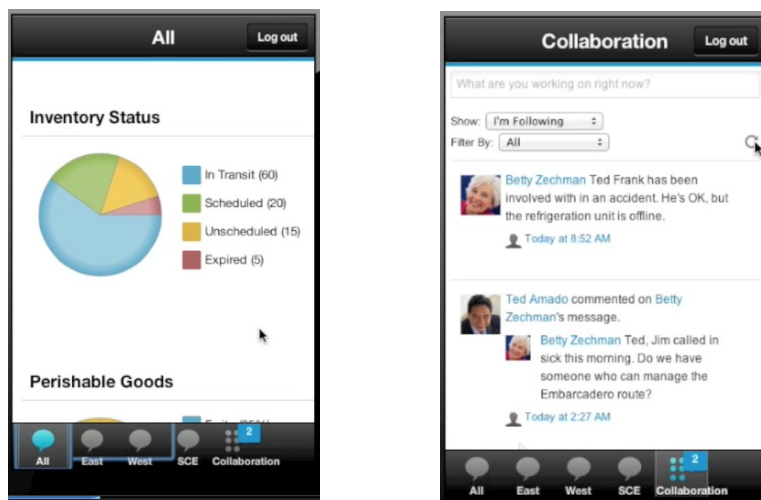 All
Log out
Inventory Status
In Transit (60)
Scheduled (20)
Unscheduled (15)
Expired (5)
Perishable Goods
2
All
East
West
SCE
Collaboration
Collaboration
Log out
What are you working on right now?
Show: I'm Following
Filter By: All
Betty Zechman Ted Frank has been
involved with in an accident. He's OK, but
the refrigeration unit is offline.
Today at 8:52 AM
Ted Amado commented on Betty
Zechman's message.
Betty Zechman Ted, Jim called in
sick this morning. Do we have
someone who can manage the
Embarcadero route?
Today at 2:27 AM
2
All
East
West
SCE
Collaboration